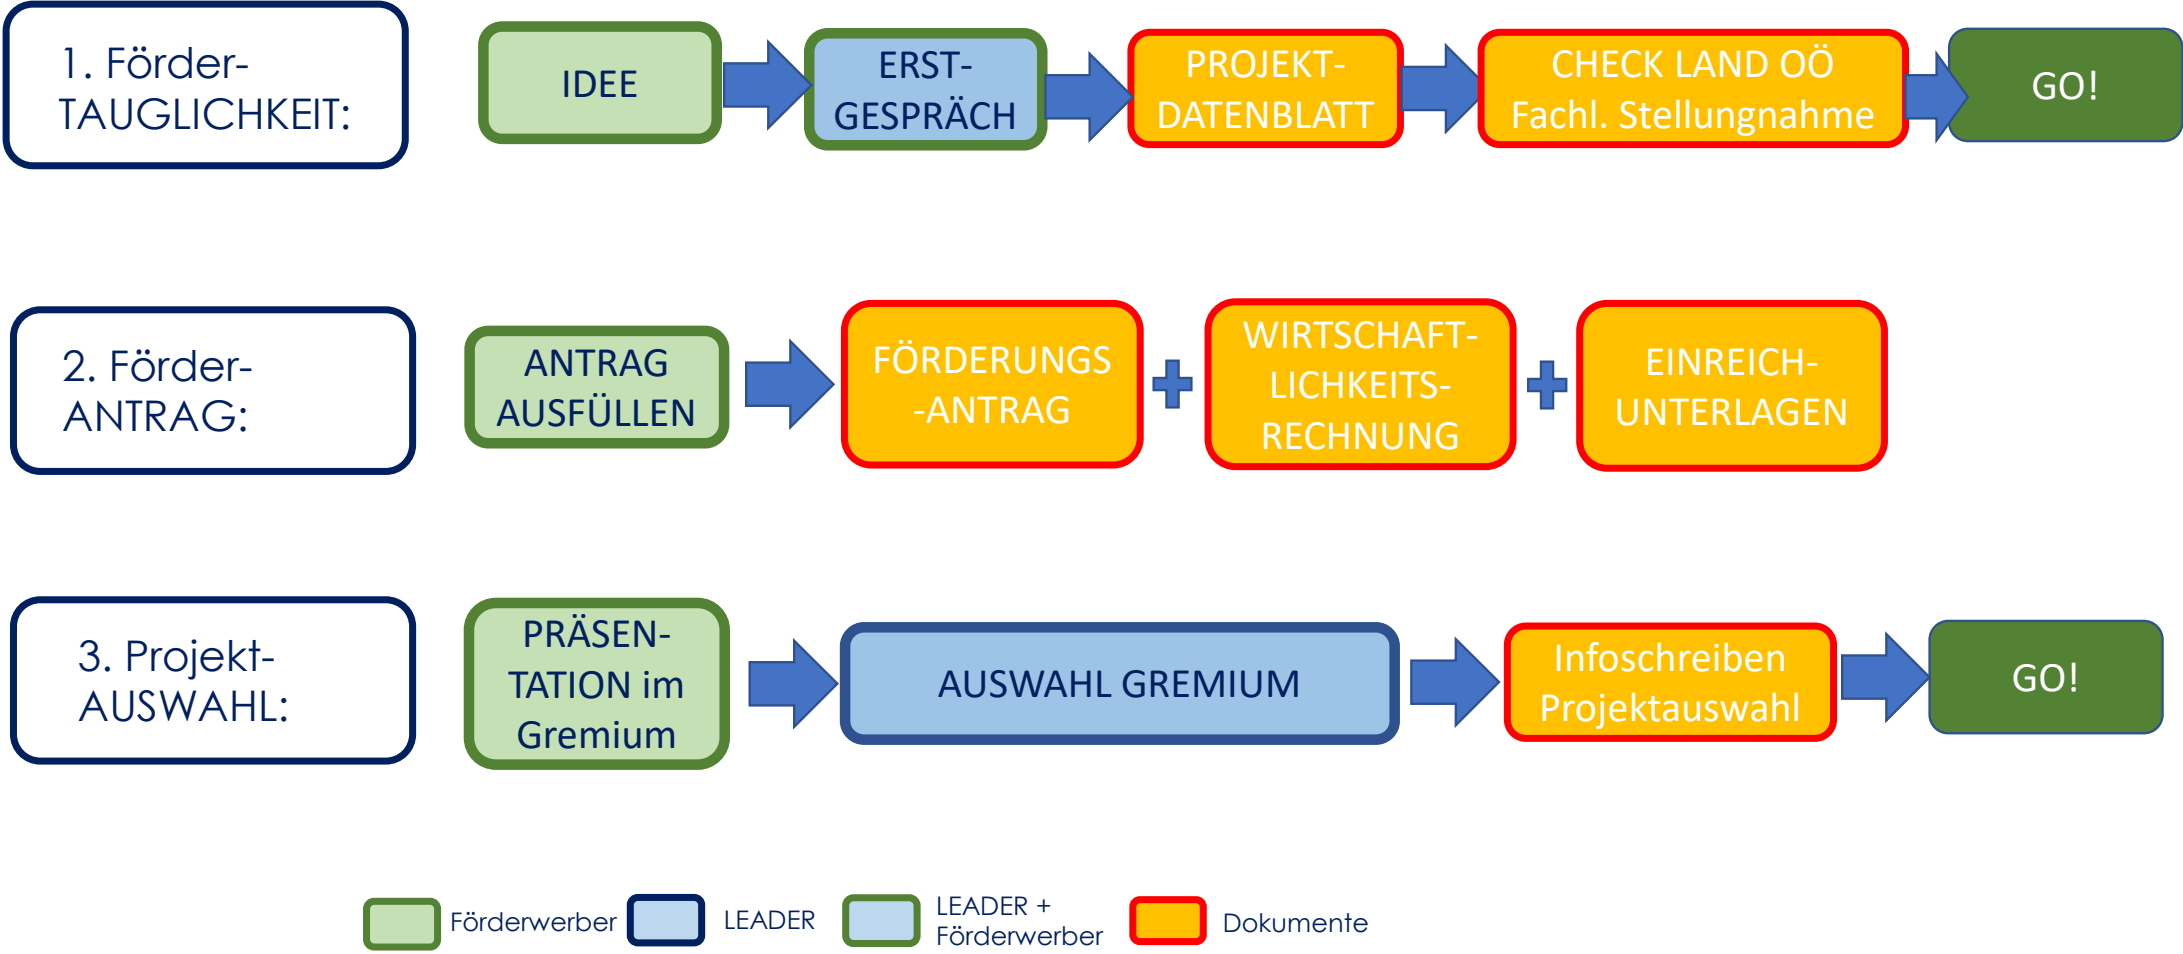 1. Förder-
TAUGLICHKEIT:
IDEE
ERST-
GESPRÄCH
PROJEKT-
DATENBLATT
CHECK LAND OÖ
Fachl. Stellungnahme
GO!
2. Förder-
ANTRAG:
ANTRAG
AUSFÜLLEN
FÖRDERUNGS
-ANTRAG
WIRTSCHAFT-
LICHKEITS-
RECHNUNG
EINREICH-
UNTERLAGEN
3. Projekt-
AUSWAHL:
PRÄSEN-
TATION im
Gremium
AUSWAHL GREMIUM
Infoschreiben
Projektauswahl
GO!
Förderwerber
LEADER
LEADER +
Förderwerber
Dokumente